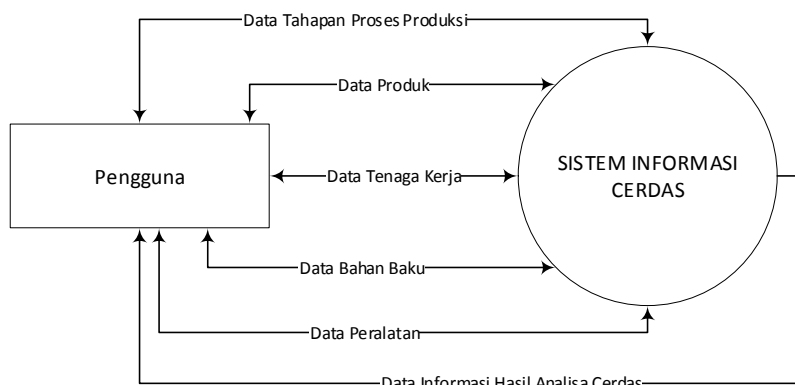 Data Tahapan Proses Produksi
Data Produk
Pengguna
Data Tenaga Kerja
SISTEM INFORMASI
CERDAS
Data Bahan Baku
Data Peralatan
Data Informasi Hasil Analisa Cerdas